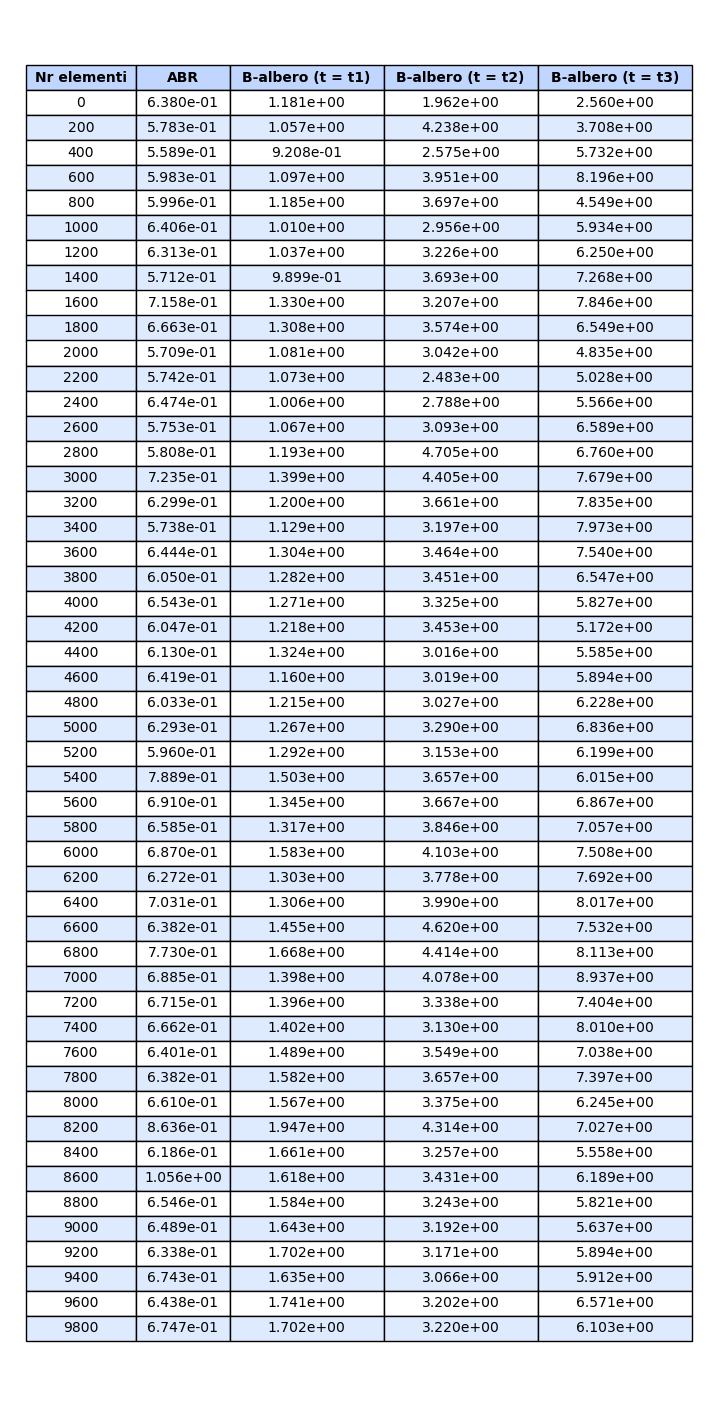 Nr elementi ABR B-albero (t = t1) B-albero (t = t2) B-albero (t = t3)
0 6.380e-01 1.181e+00 1.962e+00 2.560e+00
200 5.783e-01 1.057e+00 4.238e+00 3.708e+00
400 5.589e-01 9.208e-01 2.575e+00 5.732e+00
600 5.983e-01 1.097e+00 3.951e+00 8.196e+00
800 5.996e-01 1.185e+00 3.697e+00 4.549e+00
1000 6.406e-01 1.010e+00 2.956e+00 5.934e+00
1200 6.313e-01 1.037e+00 3.226e+00 6.250e+00
1400 5.712e-01 9.899e-01 3.693e+00 7.268e+00
1600 7.158e-01 1.330e+00 3.207e+00 7.846e+00
1800 6.663e-01 1.308e+00 3.574e+00 6.549e+00
2000 5.709e-01 1.081e+00 3.042e+00 4.835e+00
2200 5.742e-01 1.073e+00 2.483e+00 5.028e+00
2400 6.474e-01 1.006e+00 2.788e+00 5.566e+00
2600 5.753e-01 1.067e+00 3.093e+00 6.589e+00
2800 5.808e-01 1.193e+00 4.705e+00 6.760e+00
3000 7.235e-01 1.399e+00 4.405e+00 7.679e+00
3200 6.299e-01 1.200e+00 3.661e+00 7.835e+00
3400 5.738e-01 1.129e+00 3.197e+00 7.973e+00
3600 6.444e-01 1.304e+00 3.464e+00 7.540e+00
3800 6.050e-01 1.282e+00 3.451e+00 6.547e+00
4000 6.543e-01 1.271e+00 3.325e+00 5.827e+00
4200 6.047e-01 1.218e+00 3.453e+00 5.172e+00
4400 6.130e-01 1.324e+00 3.016e+00 5.585e+00
4600 6.419e-01 1.160e+00 3.019e+00 5.894e+00
4800 6.033e-01 1.215e+00 3.027e+00 6.228e+00
5000 6.293e-01 1.267e+00 3.290e+00 6.836e+00
5200 5.960e-01 1.292e+00 3.153e+00 6.199e+00
5400 7.889e-01 1.503e+00 3.657e+00 6.015e+00
5600 6.910e-01 1.345e+00 3.667e+00 6.867e+00
5800 6.585e-01 1.317e+00 3.846e+00 7.057e+00
6000 6.870e-01 1.583e+00 4.103e+00 7.508e+00
6200 6.272e-01 1.303e+00 3.778e+00 7.692e+00
6400 7.031e-01 1.306e+00 3.990e+00 8.017e+00
6600 6.382e-01 1.455e+00 4.620e+00 7.532e+00
6800 7.730e-01 1.668e+00 4.414e+00 8.113e+00
7000 6.885e-01 1.398e+00 4.078e+00 8.937e+00
7200 6.715e-01 1.396e+00 3.338e+00 7.404e+00
7400 6.662e-01 1.402e+00 3.130e+00 8.010e+00
7600 6.401e-01 1.489e+00 3.549e+00 7.038e+00
7800 6.382e-01 1.582e+00 3.657e+00 7.397e+00
8000 6.610e-01 1.567e+00 3.375e+00 6.245e+00
8200 8.636e-01 1.947e+00 4.314e+00 7.027e+00
8400 6.186e-01 1.661e+00 3.257e+00 5.558e+00
8600 1.056e+00 1.618e+00 3.431e+00 6.189e+00
8800 6.546e-01 1.584e+00 3.243e+00 5.821e+00
9000 6.489e-01 1.643e+00 3.192e+00 5.637e+00
9200 6.338e-01 1.702e+00 3.171e+00 5.894e+00
9400 6.743e-01 1.635e+00 3.066e+00 5.912e+00
9600 6.438e-01 1.741e+00 3.202e+00 6.571e+00
9800 6.747e-01 1.702e+00 3.220e+00 6.103e+00